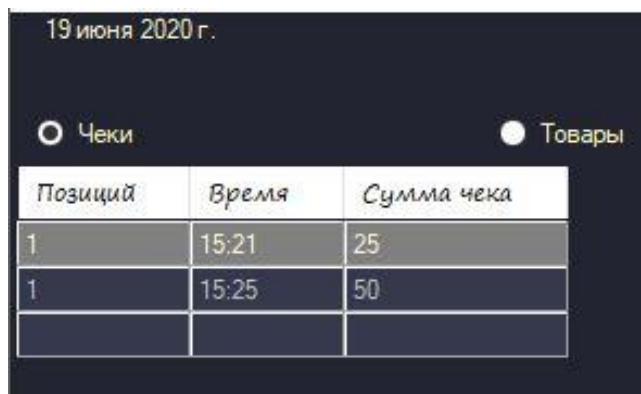 19 июня 2020 г.
Чеки Товары
Позиций Время Сумма чека
1 15:21 25
1 15:25 50